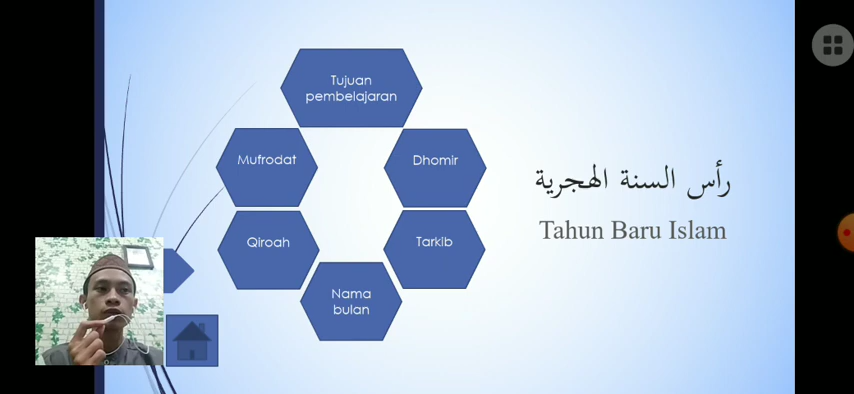 Tujuan
pembelajaran
Mufrodat
Dhomir
Qiroah
Tarkib
Nama
bulan
رأس السنة الهجرية
Tahun Baru Islam